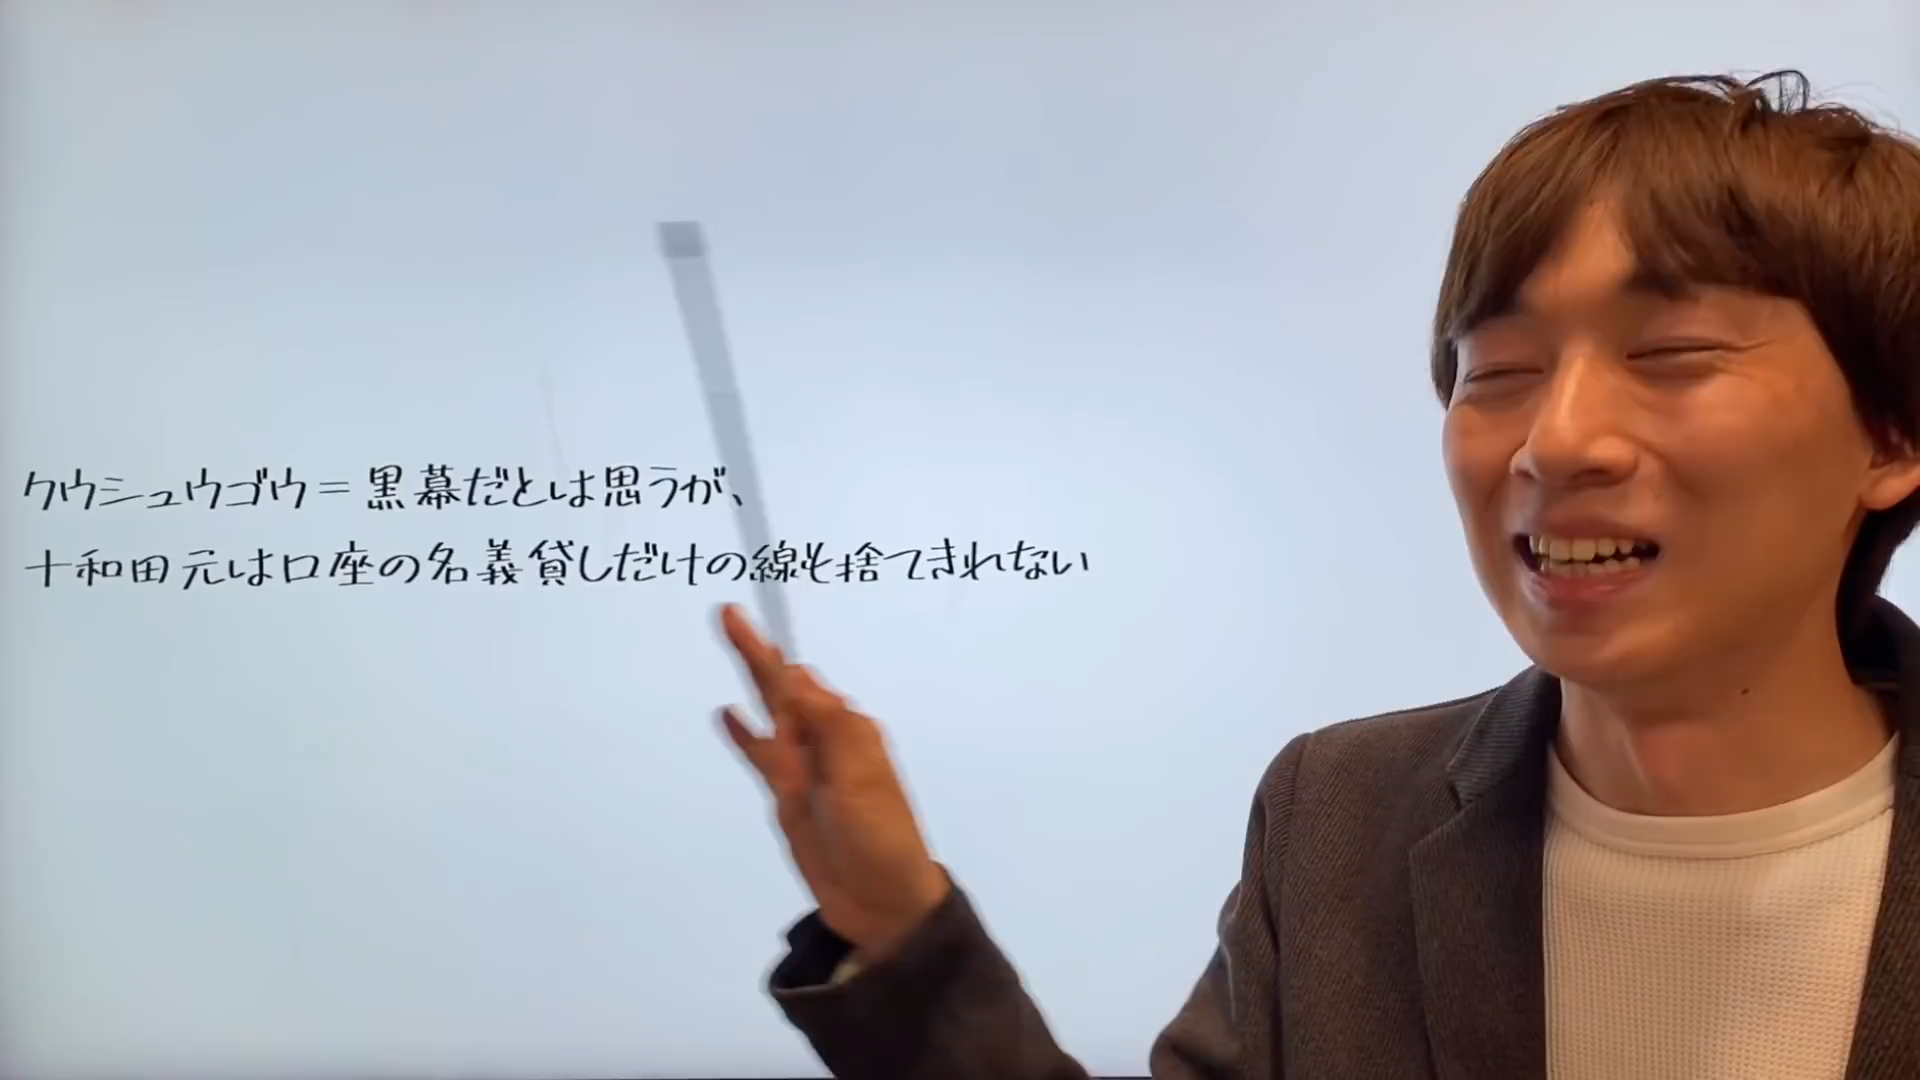 クウシュウゴウ＝黒幕だとは思うが、
十和田元は口座の名義貸しだけの線も捨てきれない